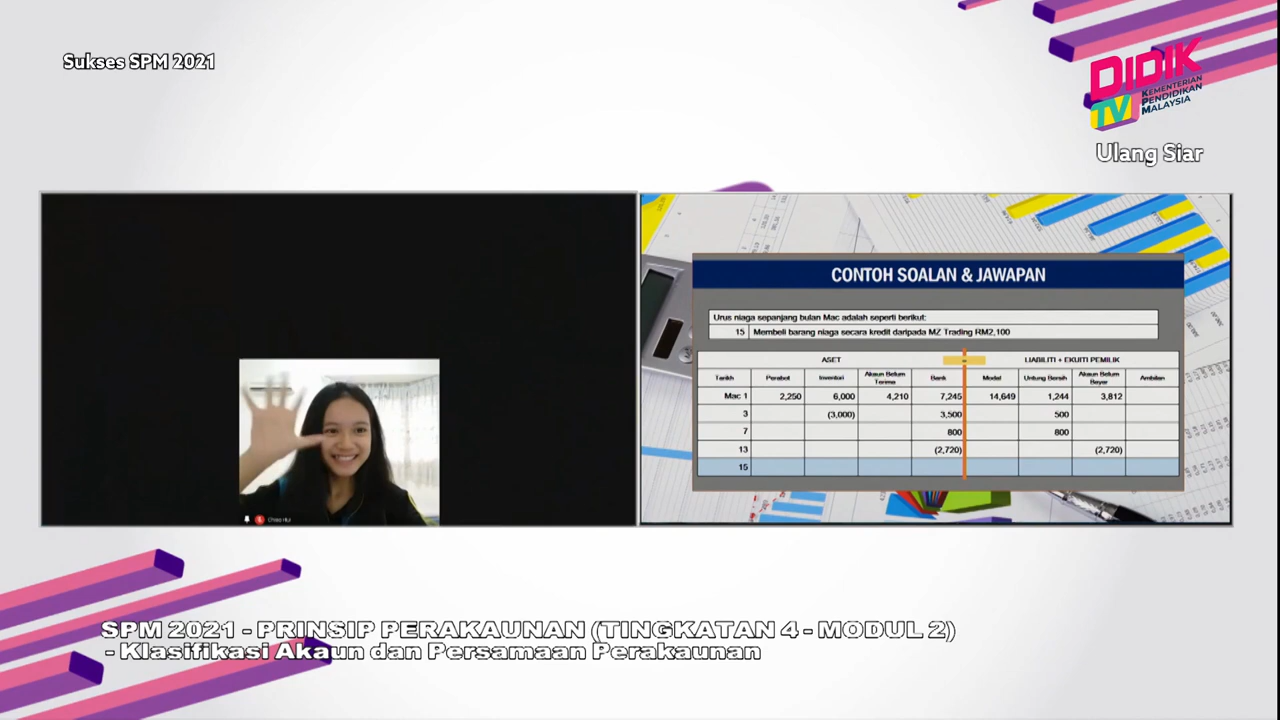 Sukses SPM 2021
DIDIK
TV
KEMENTERIAN
PENDIDIKAN
MALAYSIA
Ulang Siar
CONTOH SOALAN & JAWAPAN
Urus niaga sepanjang bulan Mac adalah seperti berikut:
15 Membeli barang niaga secara kredit daripada MZ Trading RM2,100
ASET = LIABILITI + EKUITI PEMILIK
Tarikh Perabot Inventori Akaun Belum Terima Bank Modal Untung Bersih Akaun Belum Bayar Ambilan
Mac 1 2,250 6,000 4,210 7,245 14,649 1,244 3,812
3 (3,000) 3,500 500
7 800 800
13 (2,720) (2,720)
15
SPM 2021 - PRINSIP PERAKAUNAN (TINGKATAN 4 - MODUL 2)
- Klasifikasi Akaun dan Persamaan Perakaunan